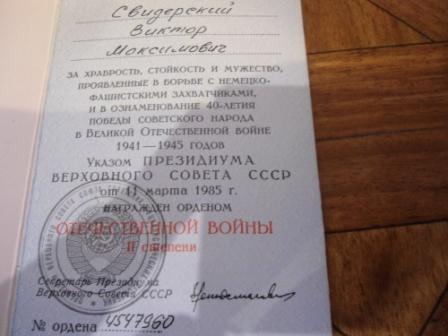 Свидерский
Виктор
Максимович
ЗА ХРАБРОСТЬ, СТОЙКОСТЬ И МУЖЕСТВО,
ПРОЯВЛЕННЫЕ В БОРЬБЕ С НЕМЕЦКО-
ФАШИСТСКИМИ ЗАХВАТЧИКАМИ,
И В ОЗНАМЕНОВАНИЕ 40-ЛЕТИЯ
ПОБЕДЫ СОВЕТСКОГО НАРОДА
В ВЕЛИКОЙ ОТЕЧЕСТВЕННОЙ ВОЙНЕ
1941—1945 ГОДОВ
УКАЗОМ ПРЕЗИДИУМА
ВЕРХОВНОГО СОВЕТА СССР
от 11 марта 1985 г.
НАГРАЖДЕН ОРДЕНОМ
ОТЕЧЕСТВЕННОЙ ВОЙНЫ
II степени
Секретарь Президиума
Верховного Совета СССР
№ ордена 4547960